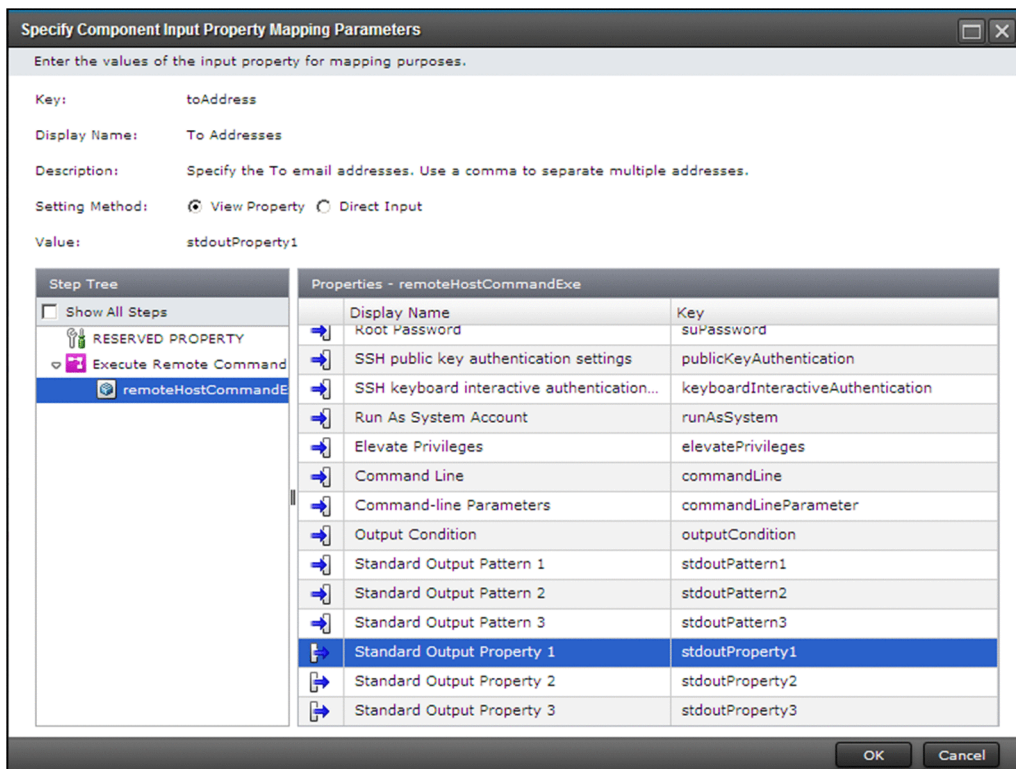 Specify Component Input Property Mapping Parameters
Enter the values of the input property for mapping purposes.
Key: toAddress
Display Name: To Addresses
Description: Specify the To email addresses. Use a comma to separate multiple addresses.
Setting Method: View Property Direct Input
Value: stdoutProperty1
Step Tree
Show All Steps
RESERVED PROPERTY
Execute Remote Command
remoteHostCommandE
Properties - remoteHostCommandExe
Display Name Key
Root Password suPassword
SSH public key authentication settings publicKeyAuthentication
SSH keyboard interactive authentication... keyboardInteractiveAuthentication
Run As System Account runAsSystem
Elevate Privileges elevatePrivileges
Command Line commandLine
Command-line Parameters commandLineParameter
Output Condition outputCondition
Standard Output Pattern 1 stdoutPattern1
Standard Output Pattern 2 stdoutPattern2
Standard Output Pattern 3 stdoutPattern3
Standard Output Property 1 stdoutProperty1
Standard Output Property 2 stdoutProperty2
Standard Output Property 3 stdoutProperty3
OK Cancel